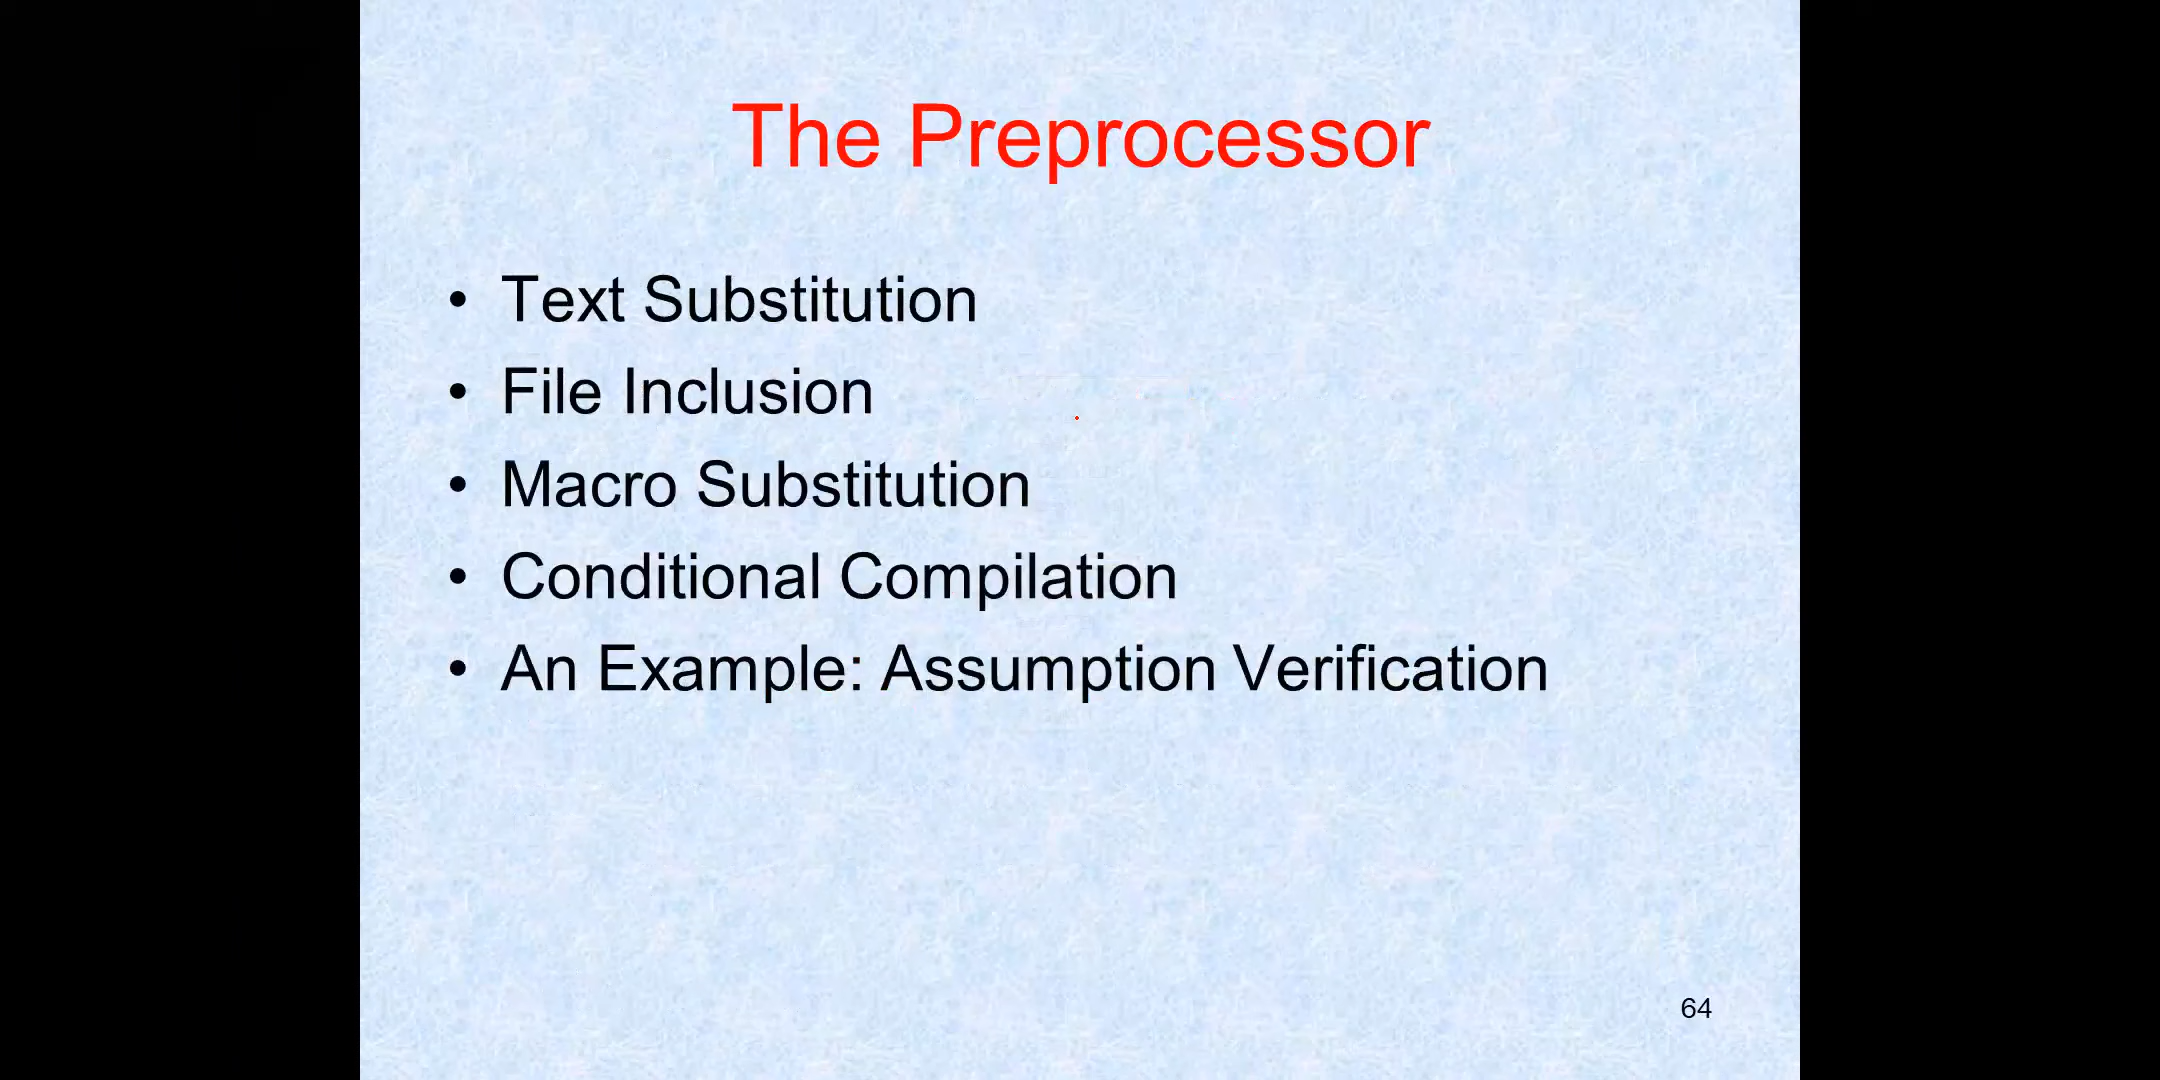 The Preprocessor
• Text Substitution
• File Inclusion
• Macro Substitution
• Conditional Compilation
• An Example: Assumption Verification
64